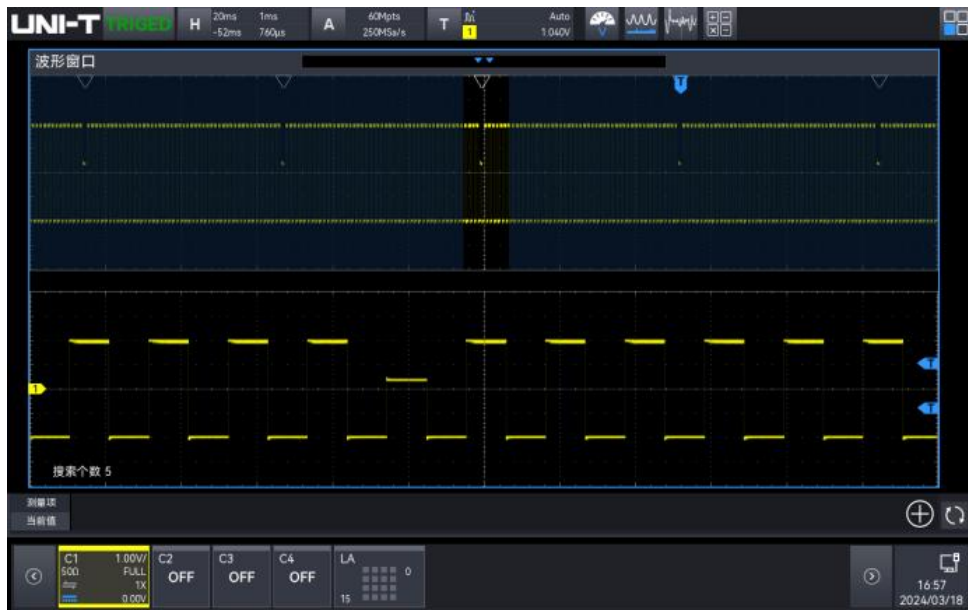 UNI-T TRIGED H 20ms 1ms A 60Mpts T Auto
-52ms 760μs 250MSa/s 1 1.040V
波形窗口
T
1
T
T
搜索个数 5
测量项
当前值
C1 1.00V/ C2 C3 C4 LA
50Ω FULL OFF OFF OFF 0
1X
0.00V 15
16:57
2024/03/18